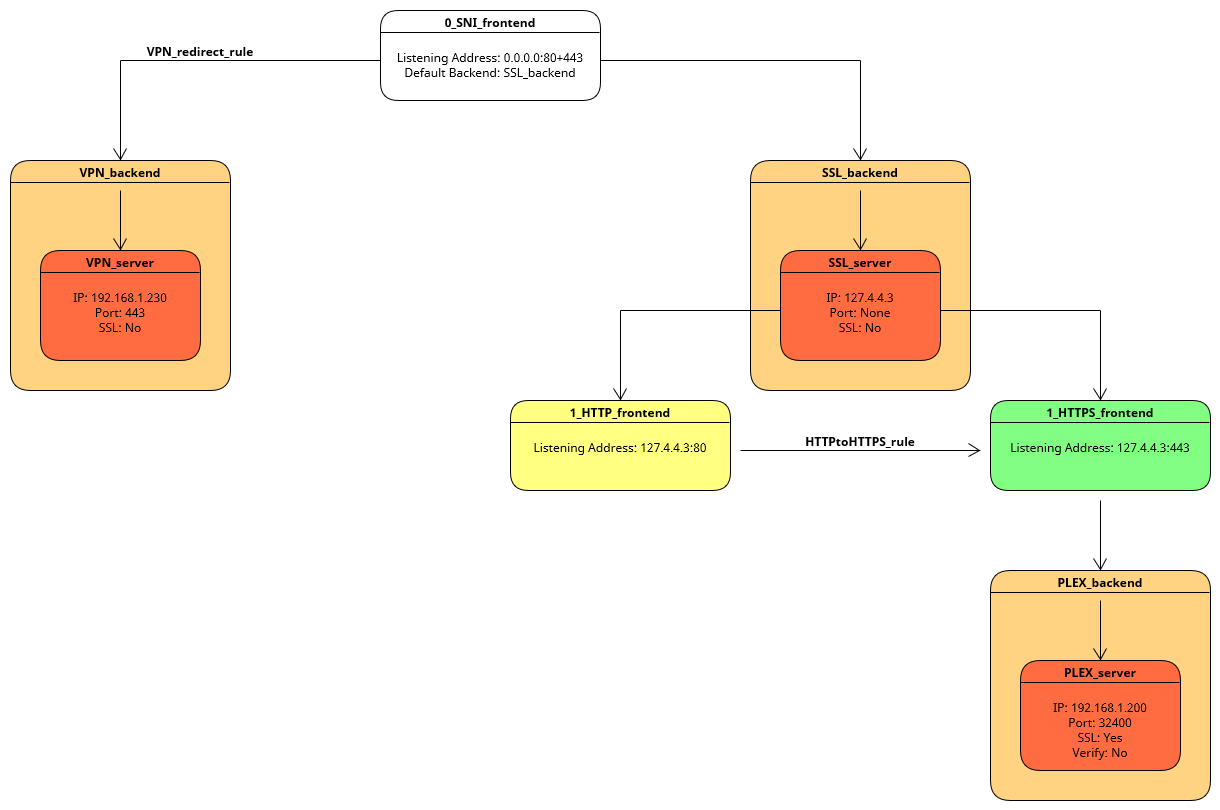 0_SNI_frontend
Listening Address: 0.0.0.0:80+443
Default Backend: SSL_backend
VPN_redirect_rule
VPN_backend
VPN_server
IP: 192.168.1.230
Port: 443
SSL: No
SSL_backend
SSL_server
IP: 127.4.4.3
Port: None
SSL: No
1_HTTP_frontend
Listening Address: 127.4.4.3:80
HTTPtoHTTPS_rule
1_HTTPS_frontend
Listening Address: 127.4.4.3:443
PLEX_backend
PLEX_server
IP: 192.168.1.200
Port: 32400
SSL: Yes
Verify: No